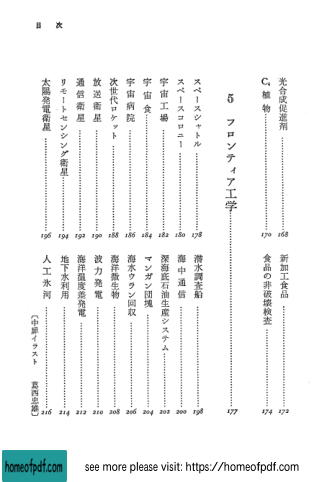 目 次
光合成促進剤 168
C₄植物 170
新加工食品 172
食品の非破壊検査 174
5 フロンティア工学 177
スペースシャトル 178
スペースコロニー 180
宇宙工場 182
宇宙食 184
宇宙病院 186
次世代ロケット 188
放送衛星 190
通信衛星 192
リモートセンシング衛星 194
太陽発電衛星 196
潜水調査船 198
海中通信 200
深海底石油生産システム 202
マンガン団塊 204
海水ウラン回収 206
海洋微生物 208
波力発電 210
海洋温度差発電 212
地下水利用 214
人工氷河 216
〔中扉イラスト 葛西忠雄〕
homeofpdf.com
see more please visit: https://homeofpdf.com